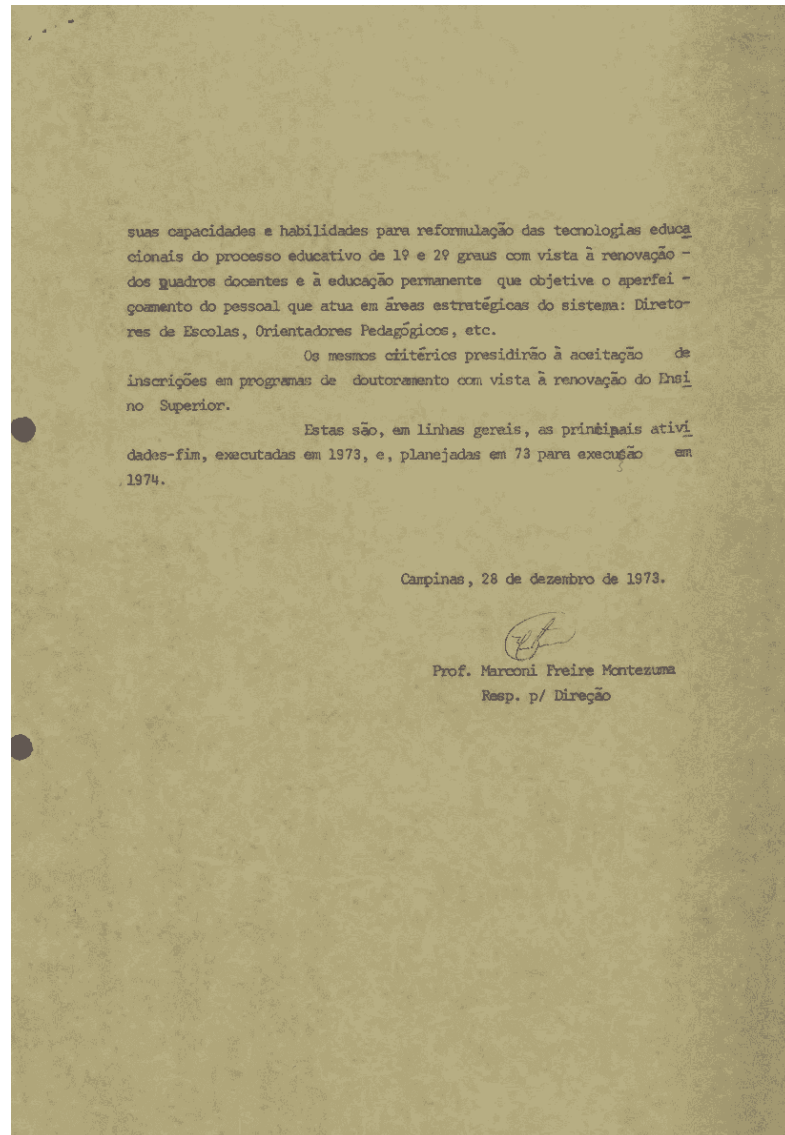 suas capacidades e habilidades para reformulação das tecnologias educa
cionais do processo educativo de 1º e 2º graus com vista à renovação -
dos quadros docentes e à educação permanente que objetive o aperfei -
çoamento do pessoal que atua em áreas estratégicas do sistema: Direto-
res de Escolas, Orientadores Pedagógicos, etc.
Os mesmos critérios presidirão à aceitação de
inscrições em programas de doutoramento com vista à renovação do Ensi
no Superior.
Estas são, em linhas gerais, as principais ativi
dades-fim, executadas em 1973, e, planejadas em 73 para execução em
1974.
Campinas, 28 de dezembro de 1973.
Prof. Marconi Freire Montezuma
Resp. p/ Direção